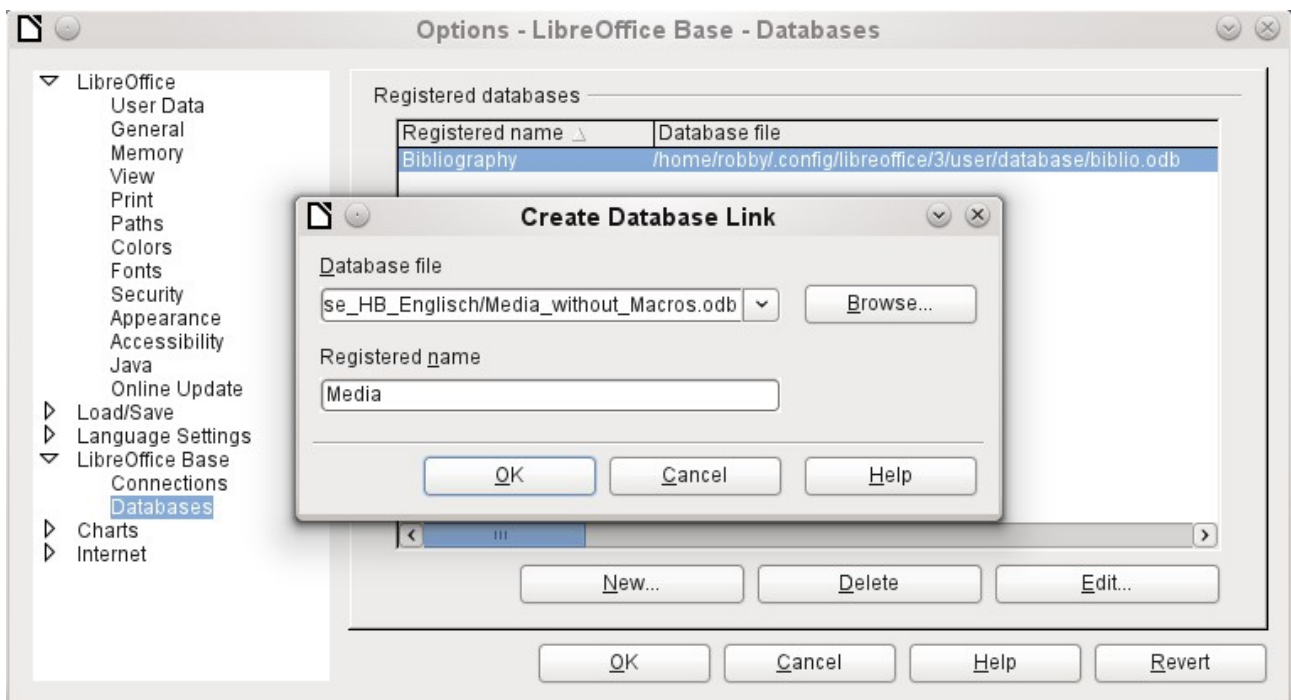 Options - LibreOffice Base - Databases
LibreOffice
User Data
General
Memory
View
Print
Paths
Colors
Fonts
Security
Appearance
Accessibility
Java
Online Update
Load/Save
Language Settings
LibreOffice Base
Connections
Databases
Charts
Internet
Registered databases
Registered name Database file
Bibliography /home/robby/.config/libreoffice/3/user/database/biblio.odb
Create Database Link
Database file
se_HB_Englisch/Media_without_Macros.odb Browse...
Registered name
Media
OK Cancel Help
New... Delete Edit...
OK Cancel Help Revert